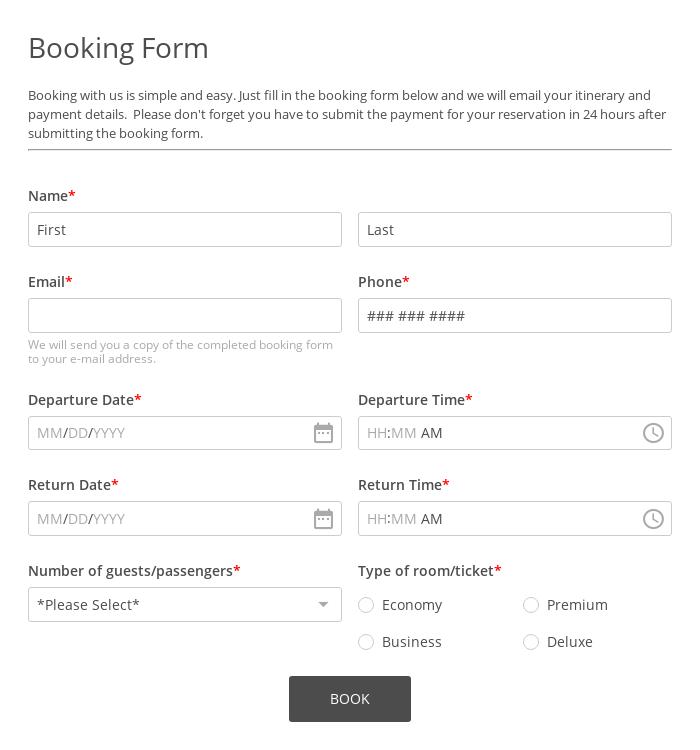 Booking Form
Booking with us is simple and easy. Just fill in the booking form below and we will email your itinerary and
payment details.  Please don't forget you have to submit the payment for your reservation in 24 hours after
submitting the booking form.
Name*
First
Last
Email*
Phone*
### ### ####
We will send you a copy of the completed booking form
to your e-mail address.
Departure Date*
Departure Time*
MM/DD/YYYY
HH:MM AM
Return Date*
Return Time*
MM/DD/YYYY
HH:MM AM
Number of guests/passengers*
Type of room/ticket*
*Please Select*
Economy
Premium
Business
Deluxe
BOOK